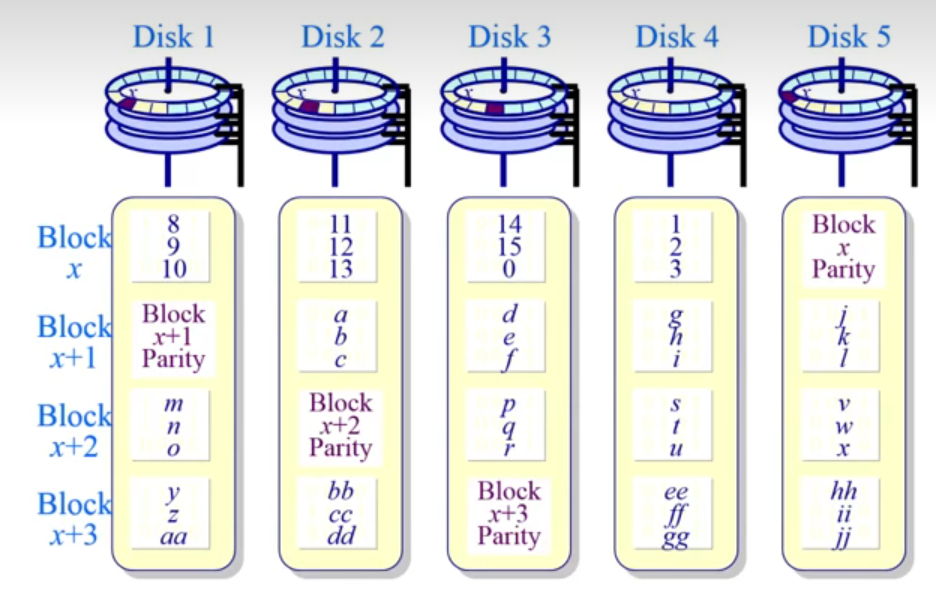 Disk 1 Disk 2 Disk 3 Disk 4 Disk 5
x x x x x
Block
x
8
9
10
11
12
13
14
15
0
1
2
3
Block
x
Parity
Block
x+1
Block
x+1
Parity
a
b
c
d
e
f
g
h
i
j
k
l
Block
x+2
m
n
o
Block
x+2
Parity
p
q
r
s
t
u
v
w
x
Block
x+3
y
z
aa
bb
cc
dd
Block
x+3
Parity
ee
ff
gg
hh
ii
jj